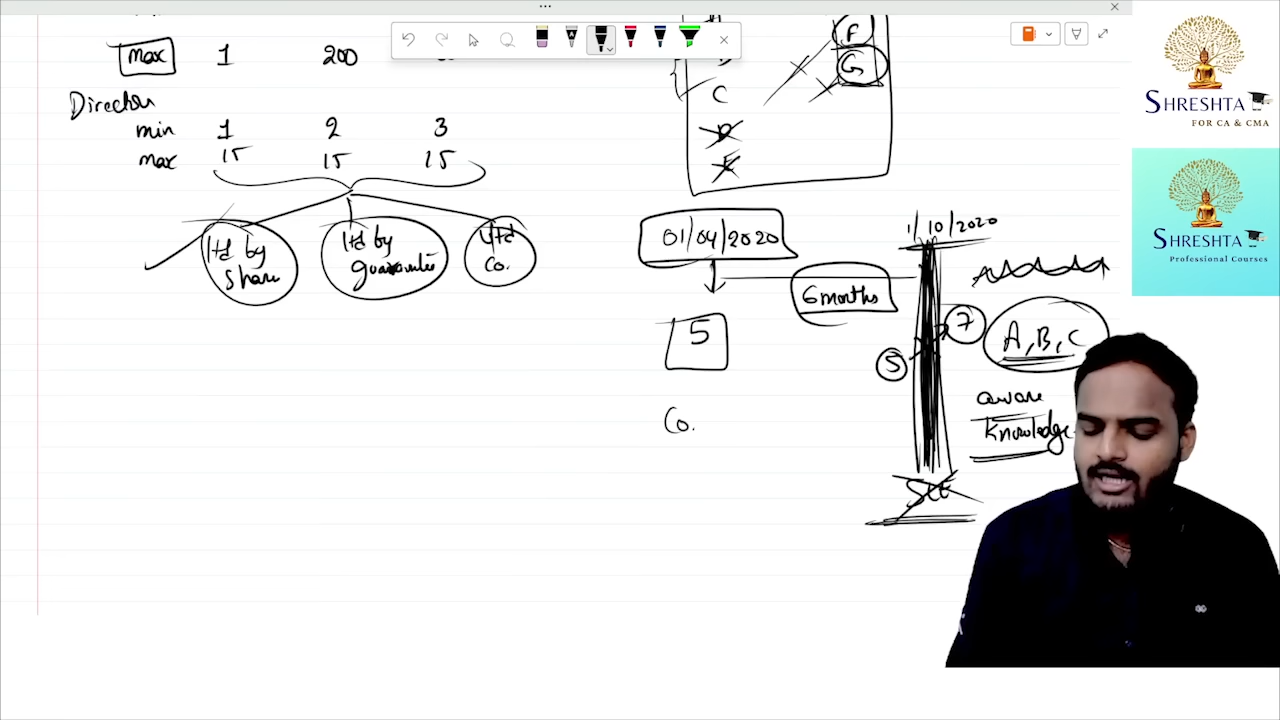 max 1 200
Director
min 1 2 3
max 15 15 15
ltd by share
ltd by guarantee
Co.
F
G
C
01/04/2020
6 months
5
Co.
1/10/2020
5
7
A, B, C
aware
Knowledge
SHRESHTA
FOR CA & CMA
SHRESHTA
Professional Courses